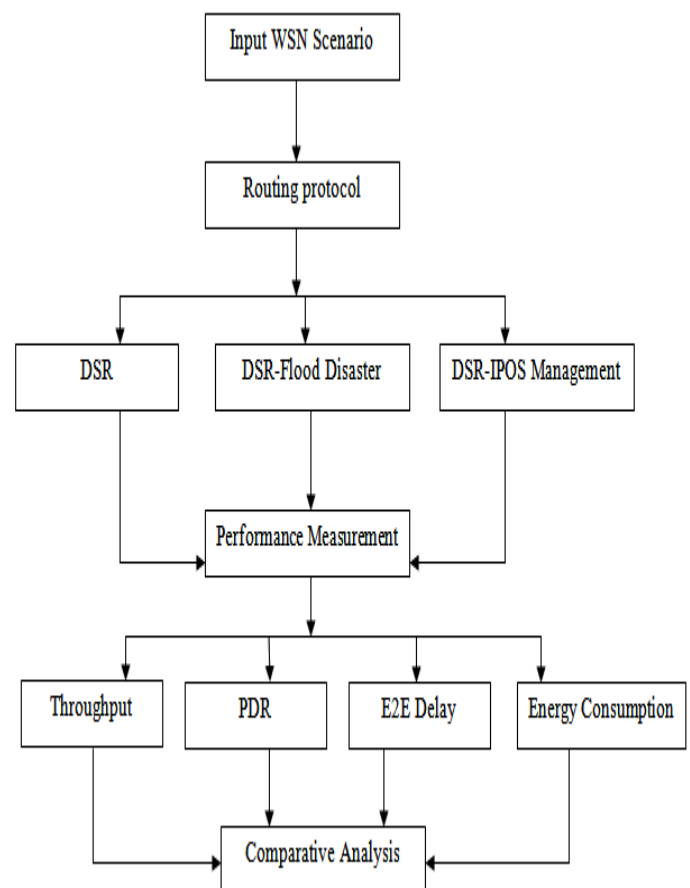 Input WSN Scenario
Routing protocol
DSR
DSR-Flood Disaster
DSR-IPOS Management
Performance Measurement
Throughput
PDR
E2E Delay
Energy Consumption
Comparative Analysis